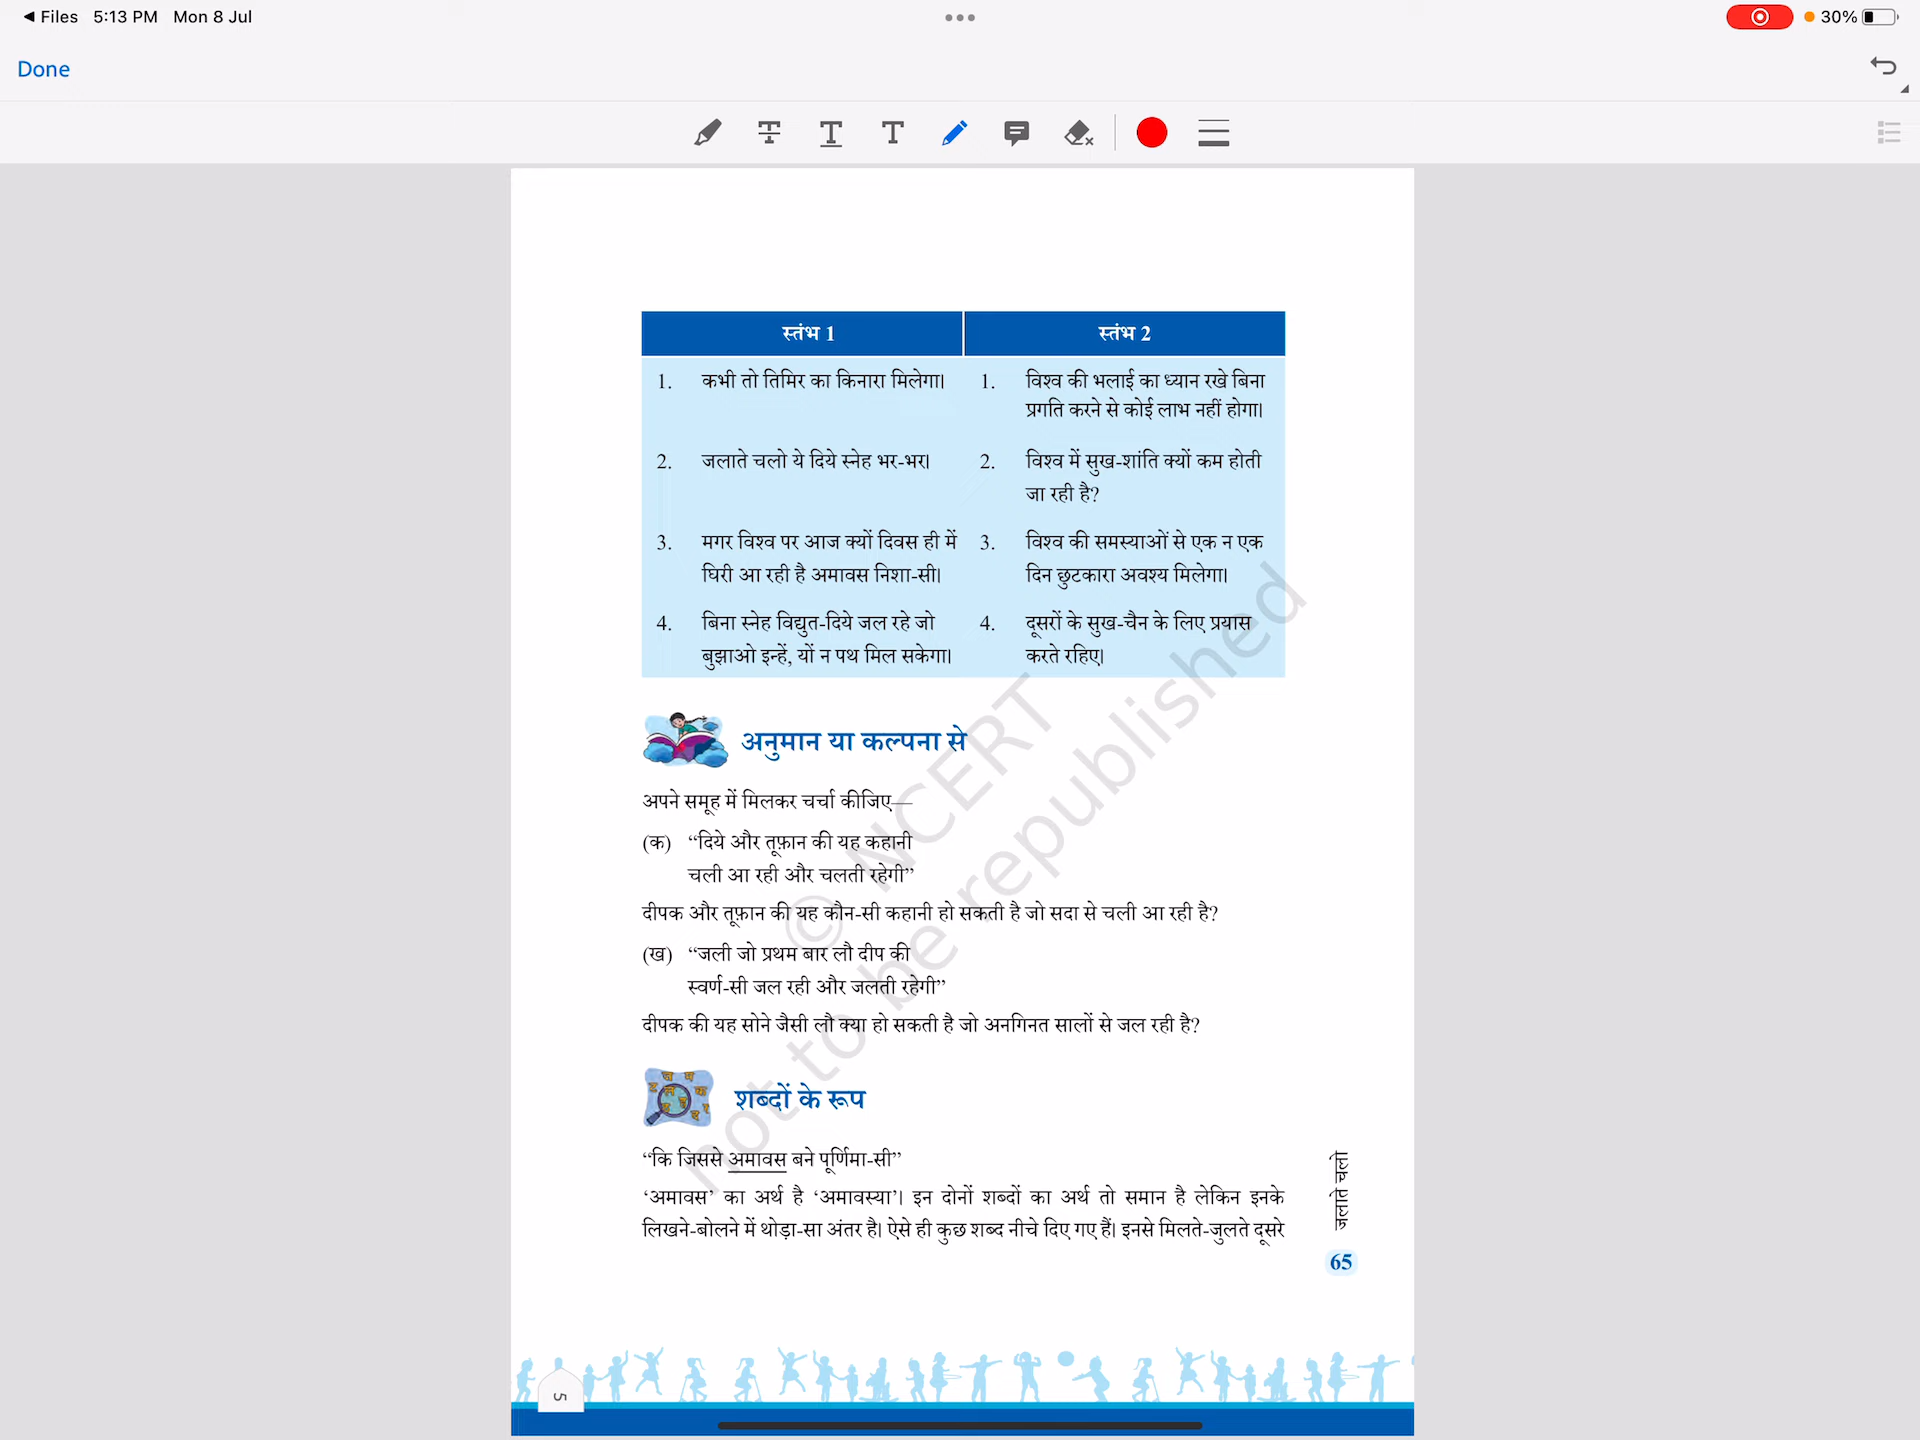 Files 5:13 PM Mon 8 Jul
30%
Done
स्तंभ 1
स्तंभ 2
1. कभी तो तिमिर का किनारा मिलेगा।
1. विश्व की भलाई का ध्यान रखे बिना
प्रगति करने से कोई लाभ नहीं होगा।
2. जलाते चलो ये दिये स्नेह भर-भर।
2. विश्व में सुख-शांति क्यों कम होती
जा रही है?
3. मगर विश्व पर आज क्यों दिवस ही में
घिरी आ रही है अमावस निशा-सी।
3. विश्व की समस्याओं से एक न एक
दिन छुटकारा अवश्य मिलेगा।
4. बिना स्नेह विद्युत-दिये जल रहे जो
बुझाओ इन्हें, यों न पथ मिल सकेगा।
4. दूसरों के सुख-चैन के लिए प्रयास
करते रहिए।
अनुमान या कल्पना से
अपने समूह में मिलकर चर्चा कीजिए—
(क) “दिये और तूफ़ान की यह कहानी
चली आ रही और चलती रहेगी”
दीपक और तूफ़ान की यह कौन-सी कहानी हो सकती है जो सदा से चली आ रही है?
(ख) “जली जो प्रथम बार लौ दीप की
स्वर्ण-सी जल रही और जलती रहेगी”
दीपक की यह सोने जैसी लौ क्या हो सकती है जो अनगिनत सालों से जल रही है?
शब्दों के रूप
“कि जिससे अमावस बने पूर्णिमा-सी”
‘अमावस’ का अर्थ है ‘अमावस्या’। इन दोनों शब्दों का अर्थ तो समान है लेकिन इनके
लिखने-बोलने में थोड़ा-सा अंतर है। ऐसे ही कुछ शब्द नीचे दिए गए हैं। इनसे मिलते-जुलते दूसरे
जलाते चलो
65
5
© NCERT
not to be republished